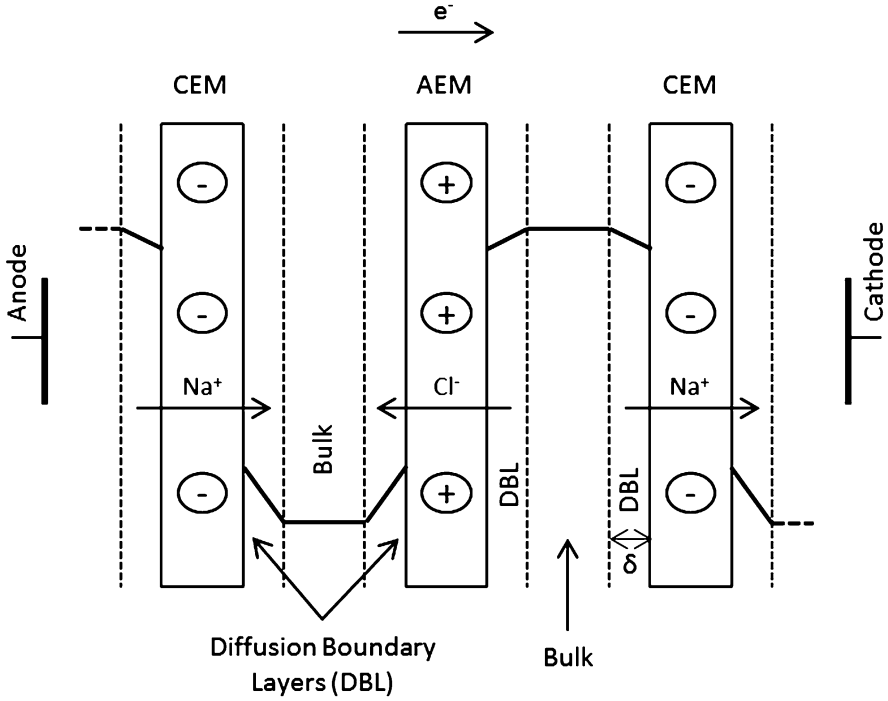 e⁻
CEM
AEM
CEM
-
+
-
Anode
Cathode
-
+
-
Na⁺
Cl⁻
Na⁺
Bulk
DBL
DBL
-
+
-
δ
Diffusion Boundary
Layers (DBL)
Bulk